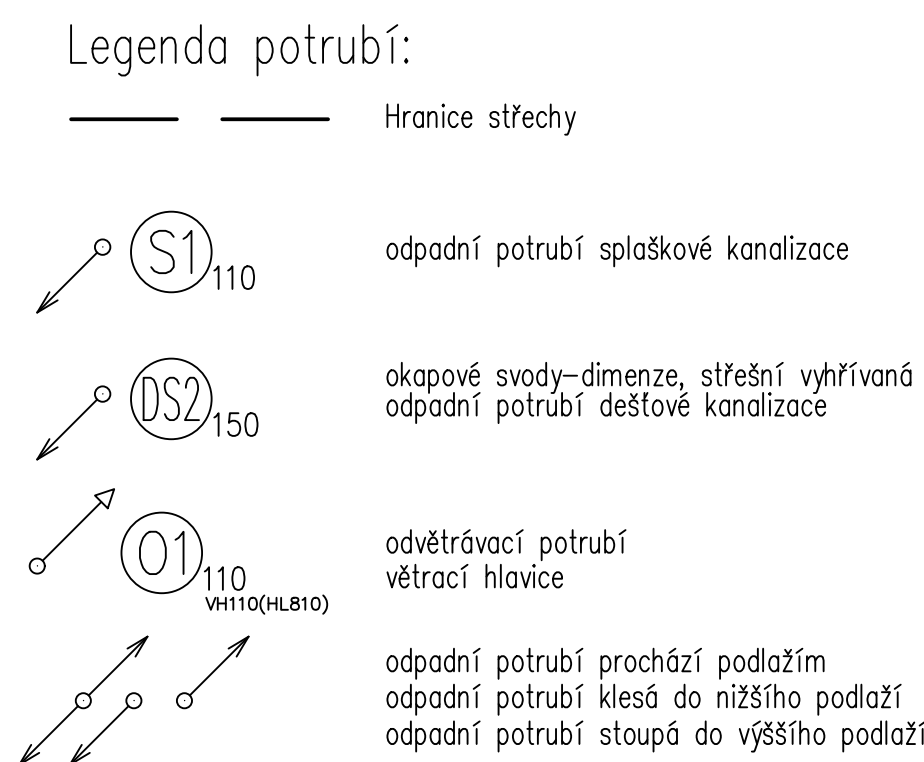 Legenda potrubí:
Hranice střechy
S1 110
odpadní potrubí splaškové kanalizace
DS2 150
okapové svody-dimenze, střešní vyhřívaná
odpadní potrubí dešťové kanalizace
O1 110
VH110(HL810)
odvětrávací potrubí
větrací hlavice
odpadní potrubí prochází podlažím
odpadní potrubí klesá do nižšího podlaží
odpadní potrubí stoupá do výššího podlaží